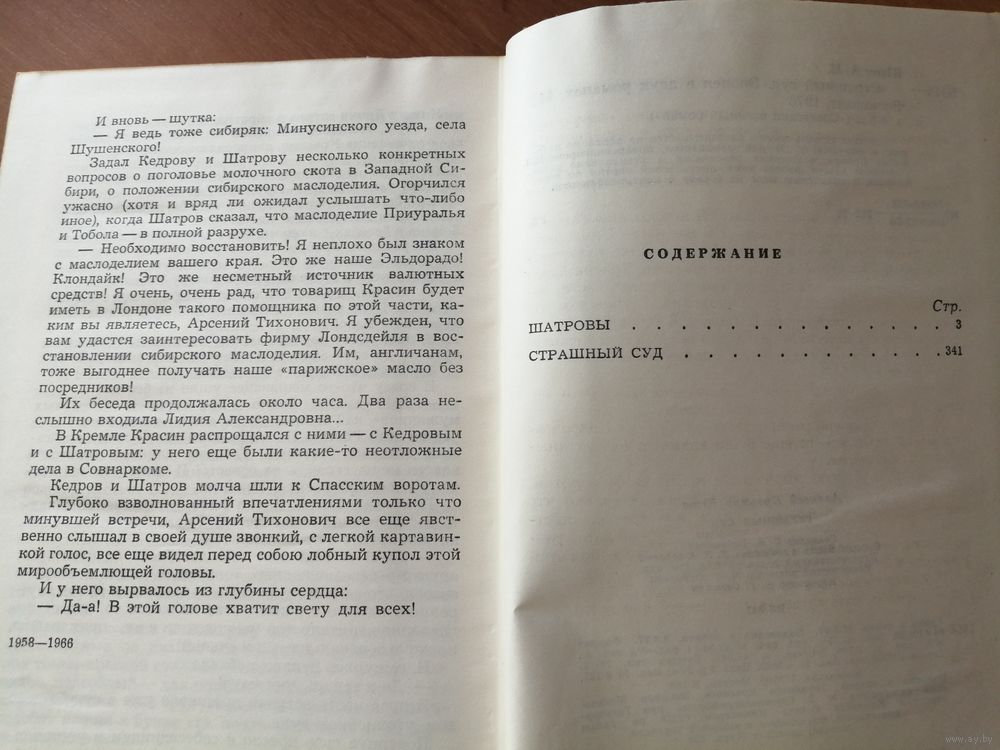 И вновь — шутка:
— Я ведь тоже сибиряк: Минусинского уезда, села
Шушенского!
Задал Кедрову и Шатрову несколько конкретных
вопросов о поголовье молочного скота в Западной Си-
бири, о положении сибирского маслоделия. Огорчился
ужасно (хотя и вряд ли ожидал услышать что-либо
иное), когда Шатров сказал, что маслоделие Приуралья
и Тобола — в полной разрухе.
— Необходимо восстановить! Я неплохо был знаком
с маслоделием вашего края. Это же наше Эльдорадо!
Клондайк! Это же несметный источник валютных
средств! Я очень, очень рад, что товарищ Красин будет
иметь в Лондоне такого помощника по этой части, ка-
ким вы являетесь, Арсений Тихонович. Я убежден, что
вам удастся заинтересовать фирму Лондсдейля в вос-
становлении сибирского маслоделия. Им, англичанам,
тоже выгоднее получать наше «парижское» масло без
посредников!
Их беседа продолжалась около часа. Два раза не-
слышно входила Лидия Александровна...
В Кремле Красин распрощался с ними — с Кедровым
и с Шатровым: у него еще были какие-то неотложные
дела в Совнаркоме.
Кедров и Шатров молча шли к Спасским воротам.
Глубоко взволнованный впечатлениями только что
минувшей встречи, Арсений Тихонович все еще явст-
венно слышал в своей душе звонкий, с легкой картавин-
кой голос, все еще видел перед собою лобный купол этой
мирообъемлющей головы.
И у него вырвалось из глубины сердца:
— Да-а! В этой голове хватит свету для всех!
1958—1966
СОДЕРЖАНИЕ
Стр.
ШАТРОВЫ . . . . . . . . . . . . . . 3
СТРАШНЫЙ СУД . . . . . . . . . . . . 341
www.ay.by